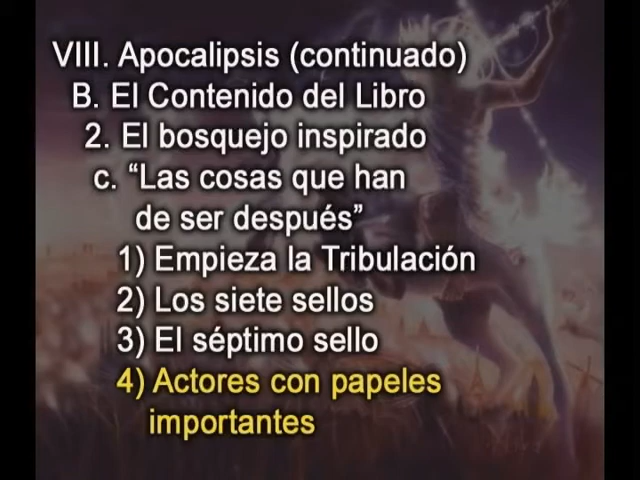 VIII. Apocalipsis (continuado)
B. El Contenido del Libro
2. El bosquejo inspirado
c. “Las cosas que han
de ser después”
1) Empieza la Tribulación
2) Los siete sellos
3) El séptimo sello
4) Actores con papeles
importantes